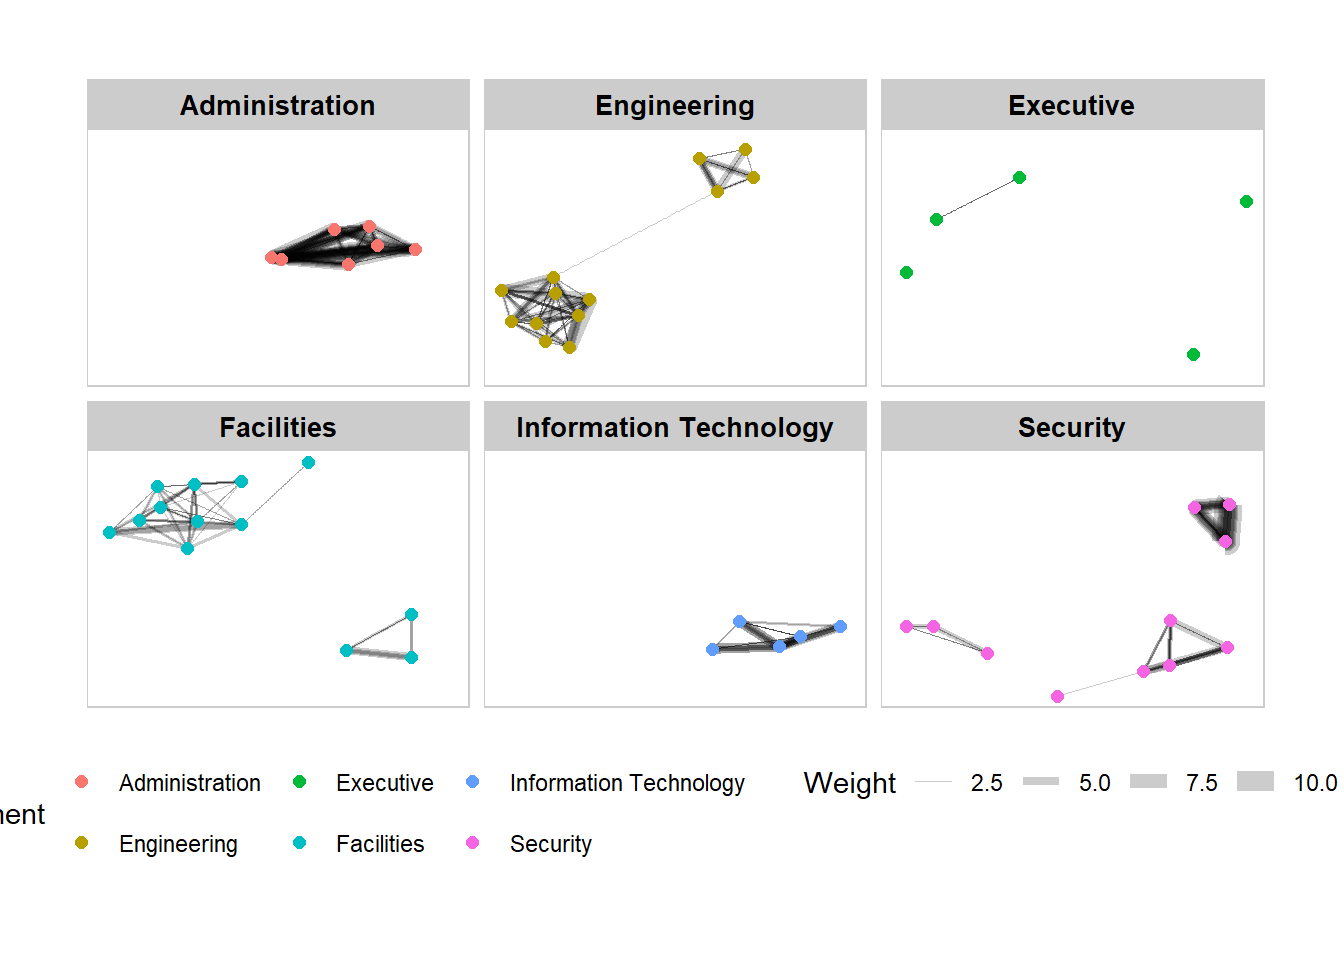 Administration
Engineering
Executive
Facilities
Information Technology
Security
Administration Executive Information Technology Weight 2.5 5.0 7.5 10.0
Engineering Facilities Security